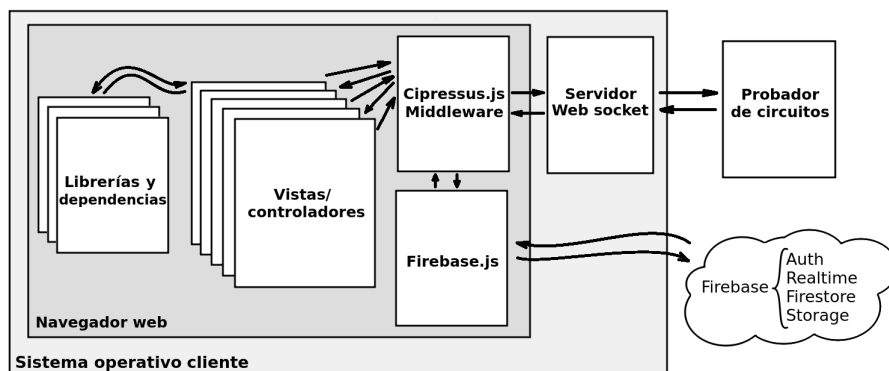 Cipressus.js
Middleware
Servidor
Web socket
Probador
de circuitos
Librerías y
dependencias
Vistas/
controladores
Firebase.js
Firebase
Auth
Realtime
Firestore
Storage
Navegador web
Sistema operativo cliente